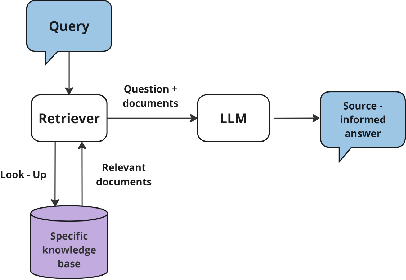 Query
Question +
documents
Retriever
LLM
Source -
informed
answer
Look - Up
Relevant
documents
Specific
knowledge
base